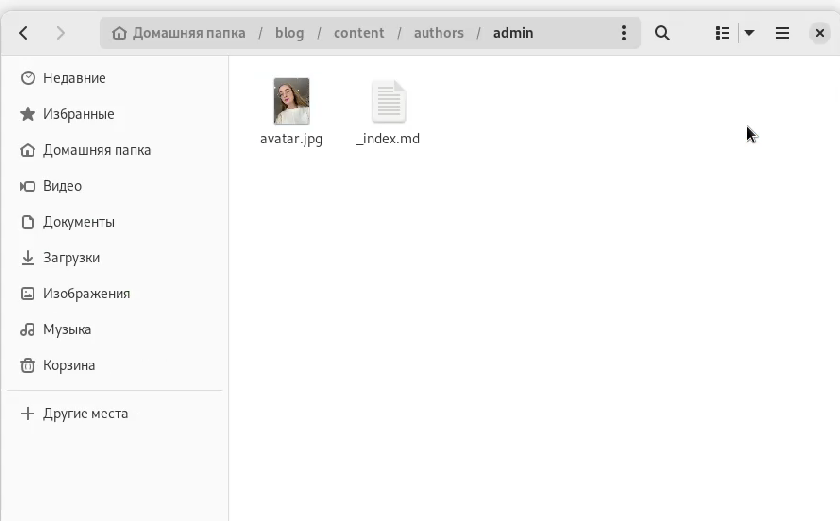 Домашняя папка / blog / content / authors / admin
Недавние
Избранные
Домашняя папка
Видео
Документы
Загрузки
Изображения
Музыка
Корзина
Другие места
avatar.jpg
_index.md